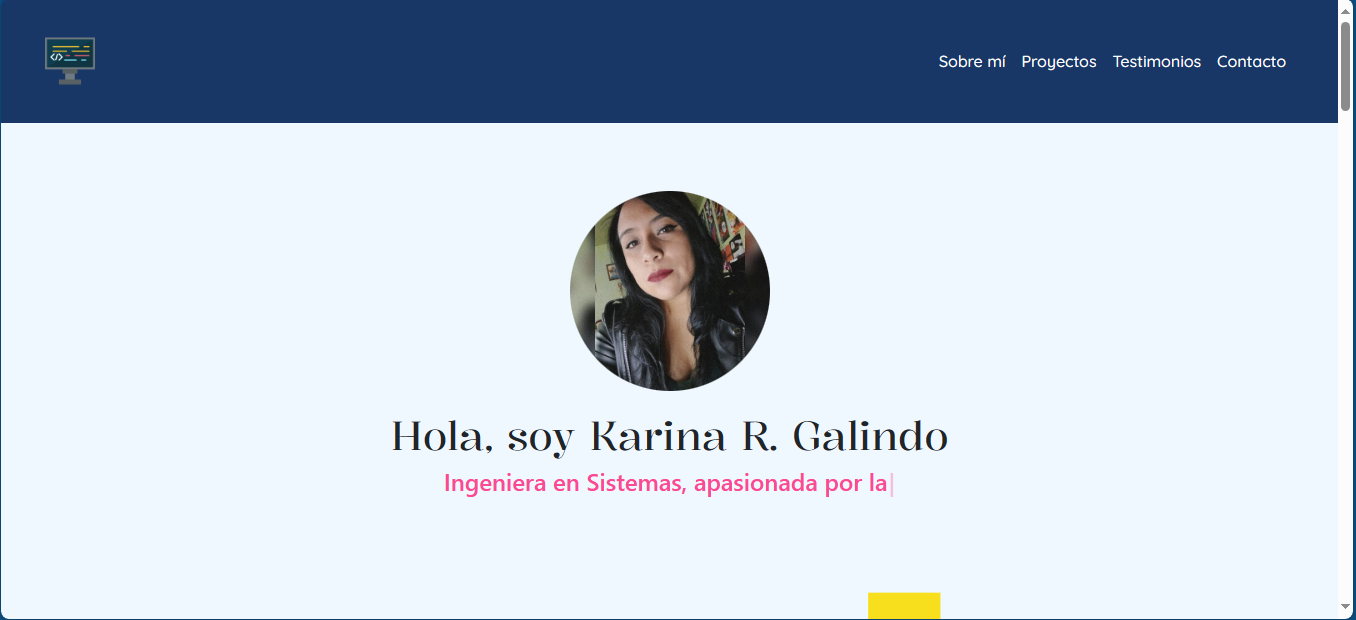 Sobre mí Proyectos Testimonios Contacto
Hola, soy Karina R. Galindo
Ingeniera en Sistemas, apasionada por la